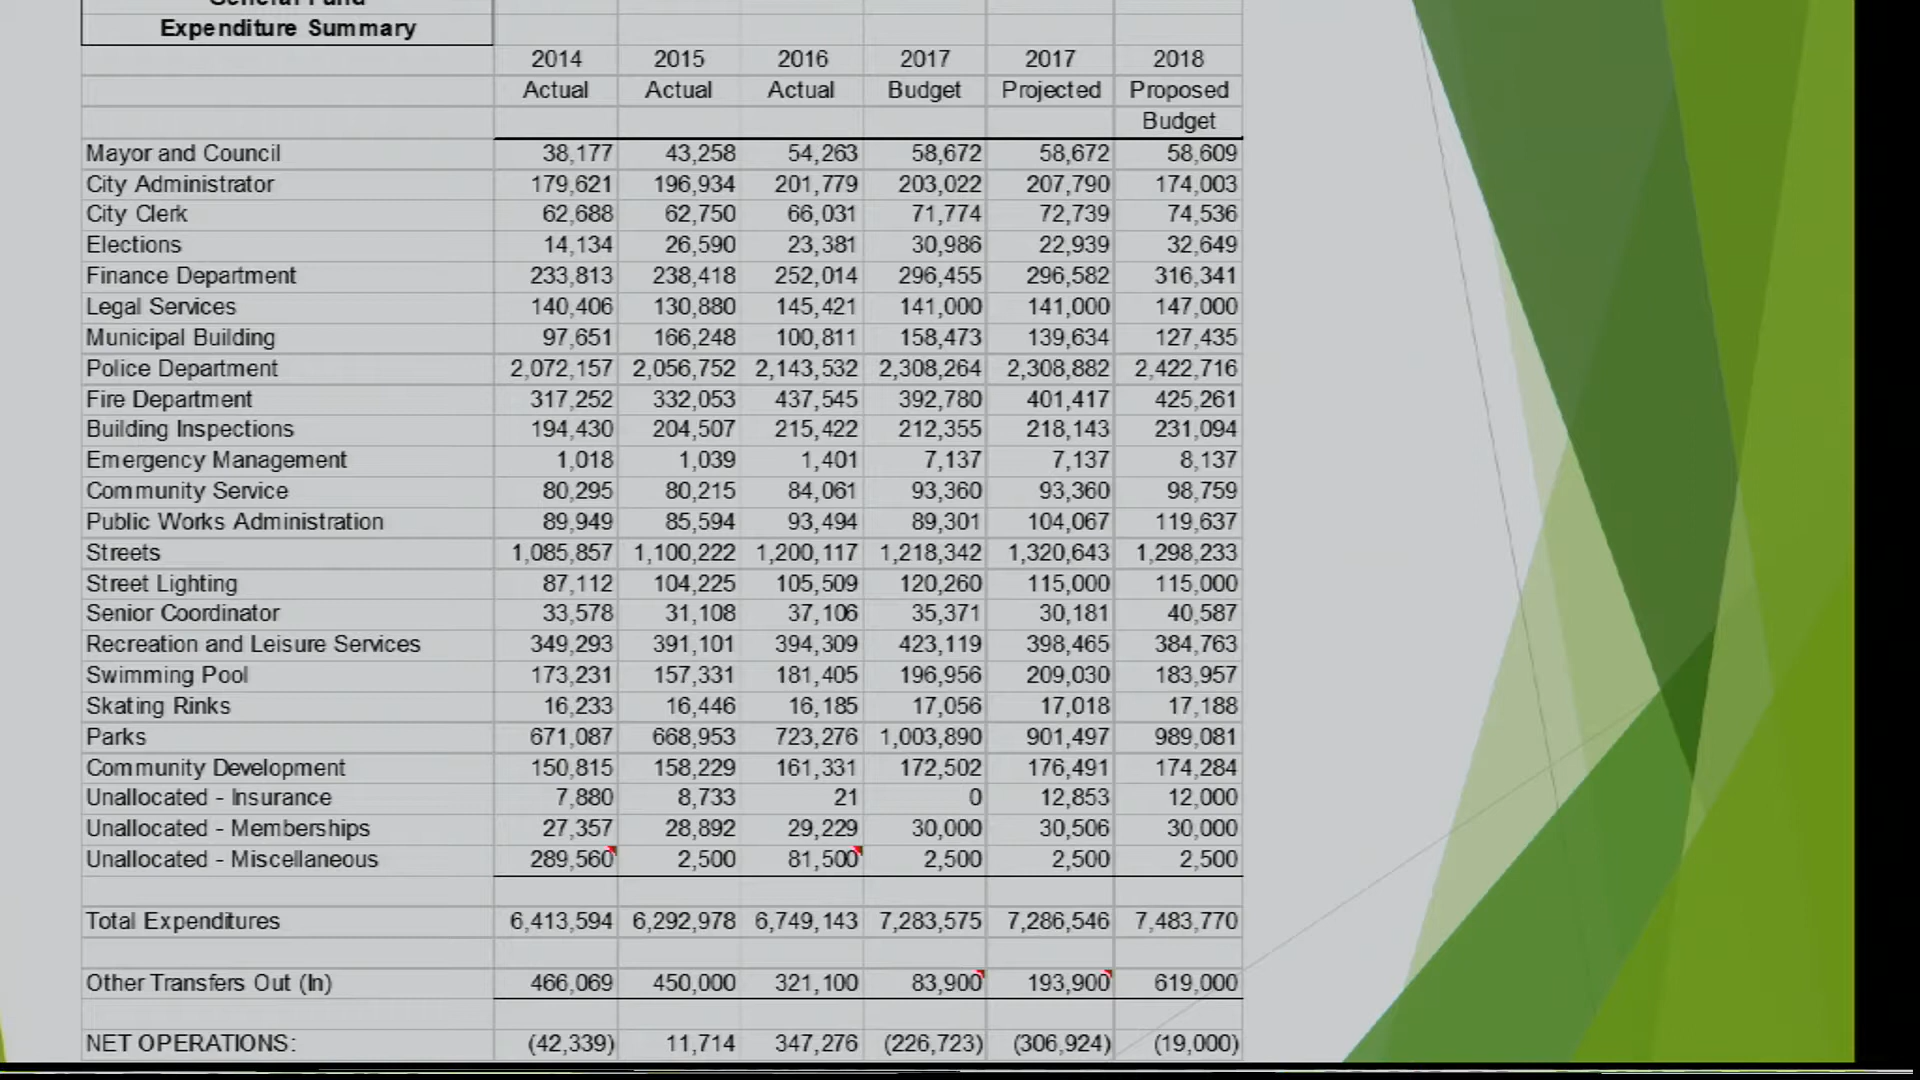 General Fund
Expenditure Summary
2014 2015 2016 2017 2017 2018
Actual Actual Actual Budget Projected Proposed
Budget
Mayor and Council 38,177 43,258 54,263 58,672 58,672 58,609
City Administrator 179,621 196,934 201,779 203,022 207,790 174,003
City Clerk 62,688 62,750 66,031 71,774 72,739 74,536
Elections 14,134 26,590 23,381 30,986 22,939 32,649
Finance Department 233,813 238,418 252,014 296,455 296,582 316,341
Legal Services 140,406 130,880 145,421 141,000 141,000 147,000
Municipal Building 97,651 166,248 100,811 158,473 139,634 127,435
Police Department 2,072,157 2,056,752 2,143,532 2,308,264 2,308,882 2,422,716
Fire Department 317,252 332,053 437,545 392,780 401,417 425,261
Building Inspections 194,430 204,507 215,422 212,355 218,143 231,094
Emergency Management 1,018 1,039 1,401 7,137 7,137 8,137
Community Service 80,295 80,215 84,061 93,360 93,360 98,759
Public Works Administration 89,949 85,594 93,494 89,301 104,067 119,637
Streets 1,085,857 1,100,222 1,200,117 1,218,342 1,320,643 1,298,233
Street Lighting 87,112 104,225 105,509 120,260 115,000 115,000
Senior Coordinator 33,578 31,108 37,106 35,371 30,181 40,587
Recreation and Leisure Services 349,293 391,101 394,309 423,119 398,465 384,763
Swimming Pool 173,231 157,331 181,405 196,956 209,030 183,957
Skating Rinks 16,233 16,446 16,185 17,056 17,018 17,188
Parks 671,087 668,953 723,276 1,003,890 901,497 989,081
Community Development 150,815 158,229 161,331 172,502 176,491 174,284
Unallocated - Insurance 7,880 8,733 21 0 12,853 12,000
Unallocated - Memberships 27,357 28,892 29,229 30,000 30,506 30,000
Unallocated - Miscellaneous 289,560 2,500 81,500 2,500 2,500 2,500
Total Expenditures 6,413,594 6,292,978 6,749,143 7,283,575 7,286,546 7,483,770
Other Transfers Out (In) 466,069 450,000 321,100 83,900 193,900 619,000
NET OPERATIONS: (42,339) 11,714 347,276 (226,723) (306,924) (19,000)